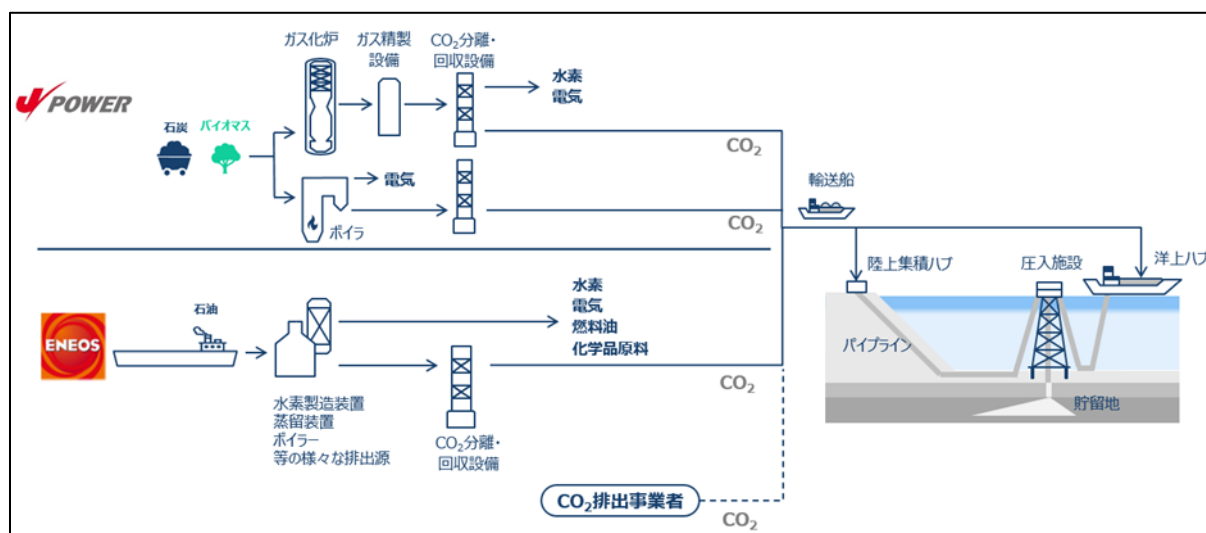 ガス化炉
ガス精製
設備
CO₂分離・
回収設備
水素
電気
J POWER
石炭
バイオマス
CO₂
電気
ボイラ
CO₂
輸送船
陸上集積ハブ
圧入施設
洋上ハブ
パイプライン
貯留地
ENEOS
石油
水素
電気
燃料油
化学品原料
水素製造装置
蒸留装置
ボイラー
等の様々な排出源
CO₂分離・
回収設備
CO₂
CO₂排出事業者
CO₂